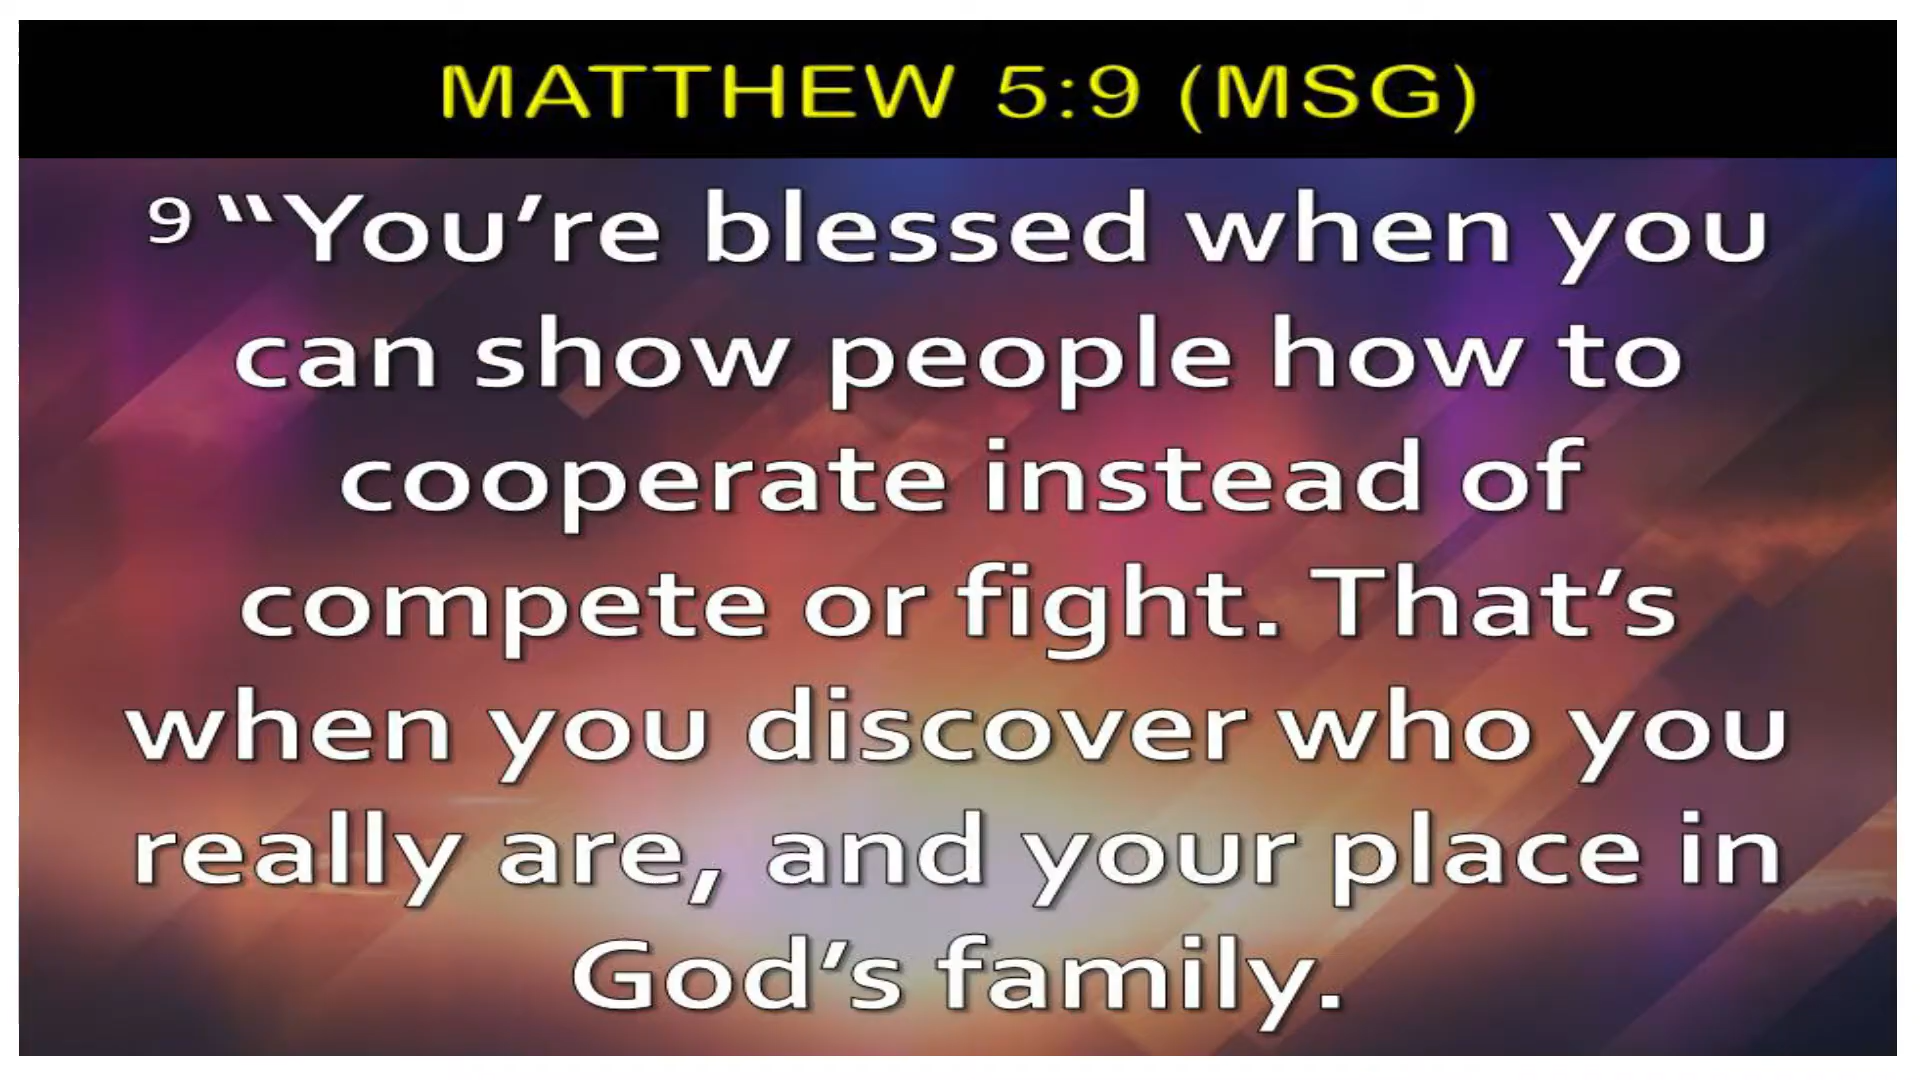 MATTHEW 5:9 (MSG)
9 “You’re blessed when you
can show people how to
cooperate instead of
compete or fight. That’s
when you discover who you
really are, and your place in
God’s family.